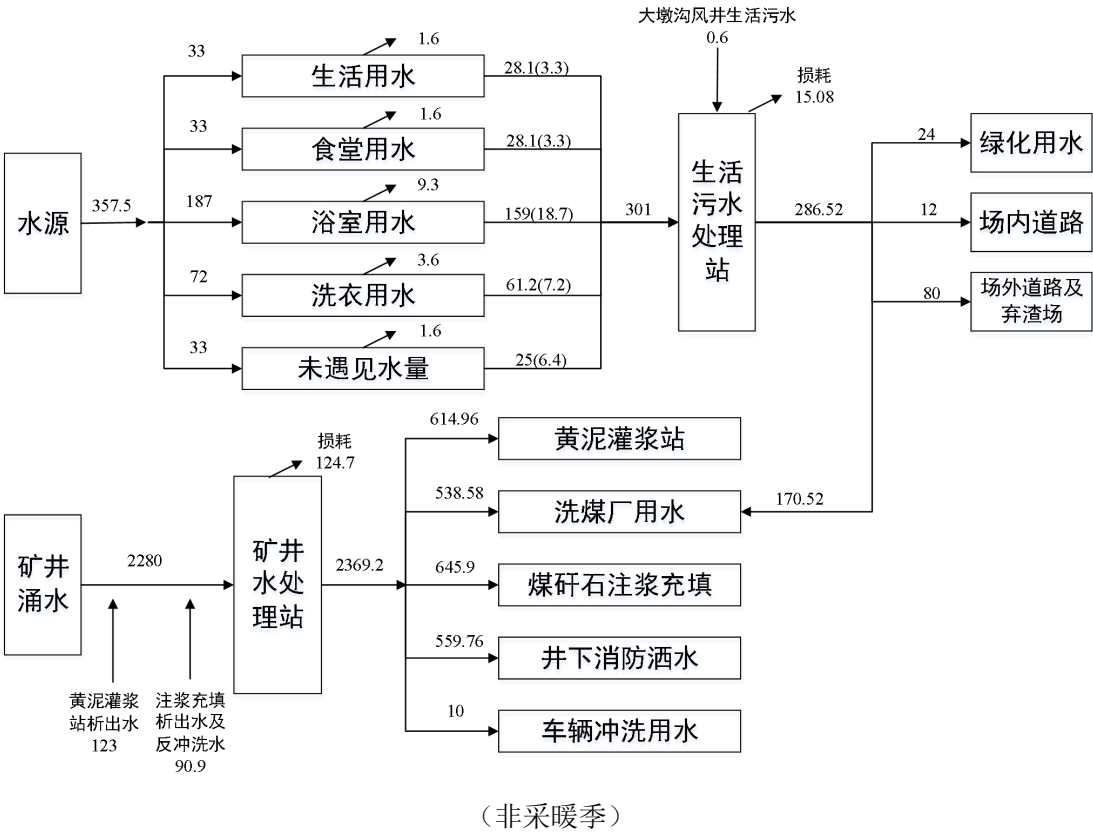 大墩沟风井生活污水
0.6
33
1.6
生活用水
28.1(3.3)
损耗
15.08
33
1.6
食堂用水
28.1(3.3)
24
绿化用水
水源
357.5
187
9.3
浴室用水
159(18.7)
301
生活
污水
处理
站
286.52
12
场内道路
72
3.6
洗衣用水
61.2(7.2)
80
场外道路及
弃渣场
33
1.6
未遇见水量
25(6.4)
614.96
黄泥灌浆站
损耗
124.7
538.58
洗煤厂用水
170.52
矿井
涌水
2280
矿井
水处
理站
2369.2
645.9
煤矸石注浆充填
559.76
井下消防洒水
黄泥灌浆
站析出水
123
注浆充填
析出水及
反冲洗水
90.9
10
车辆冲洗用水
（非采暖季）